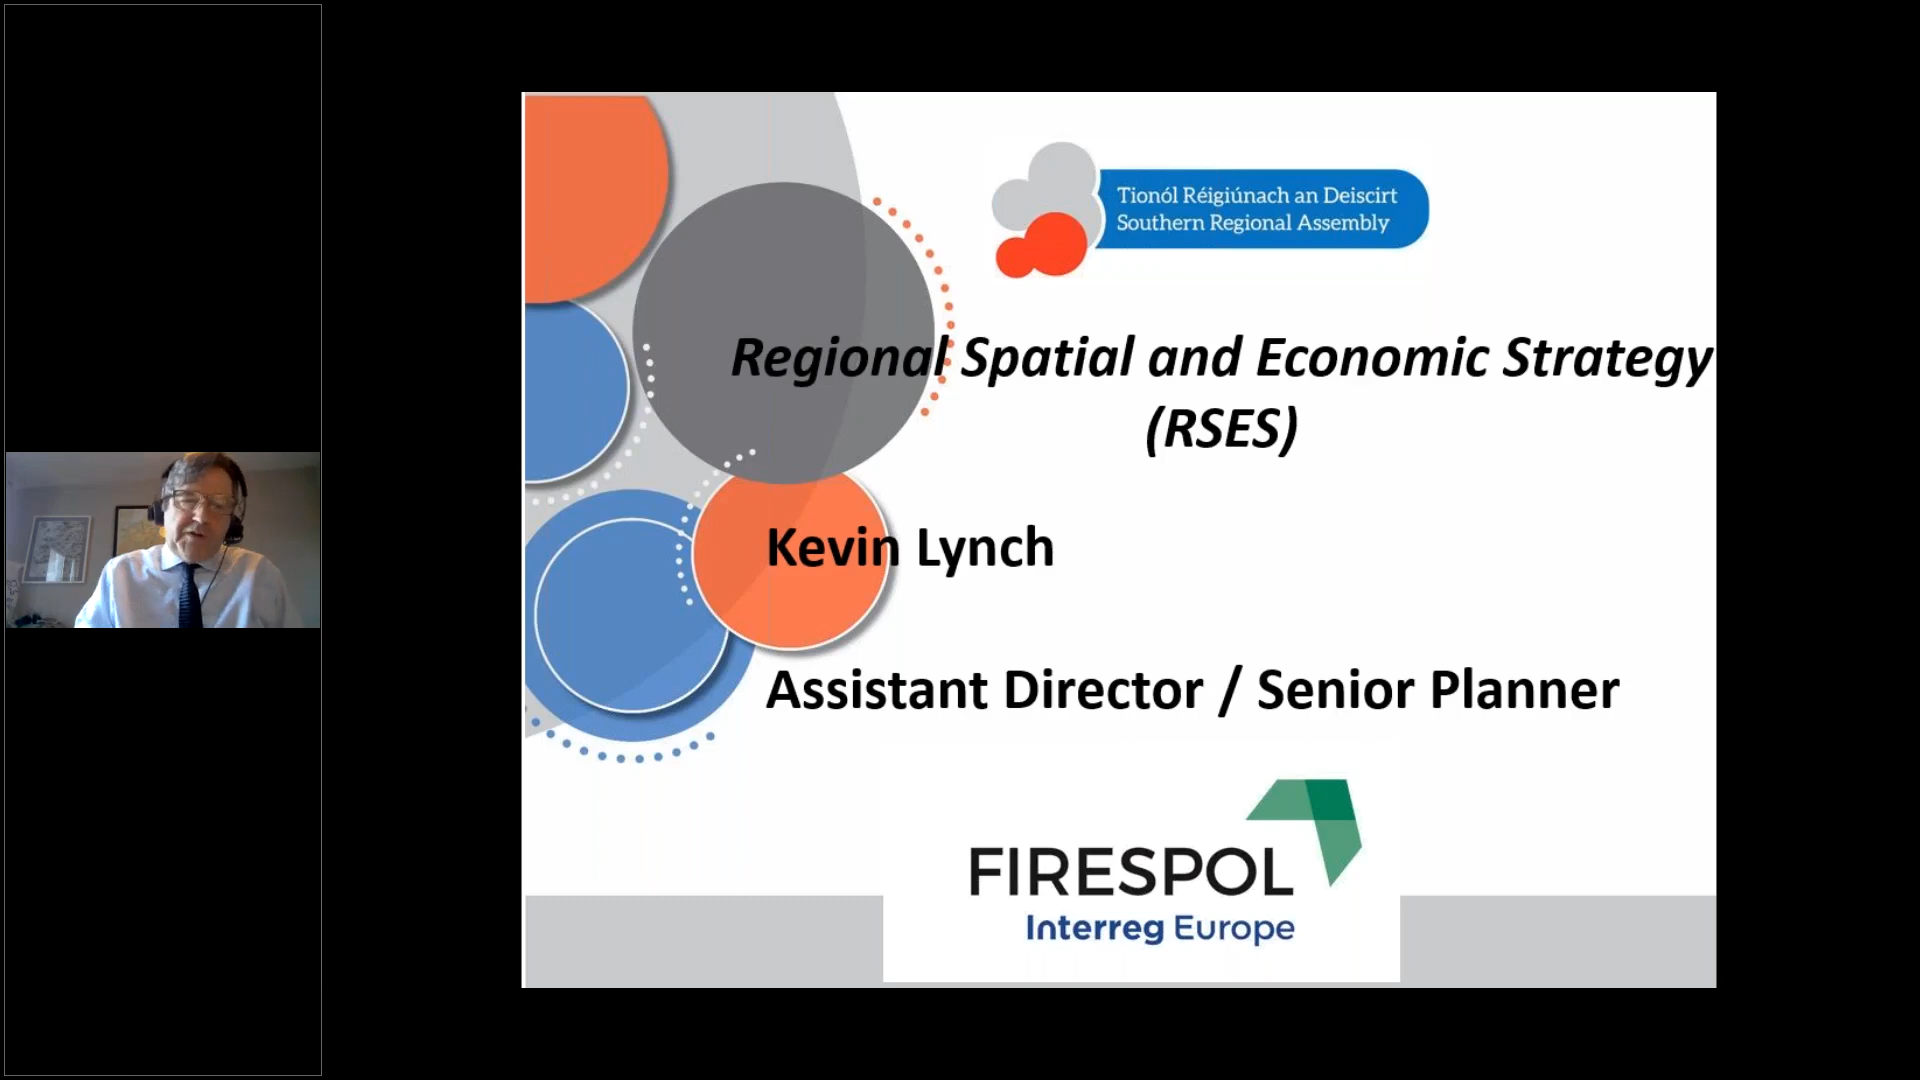 Tionól Réigiúnach an Deiscirt
Southern Regional Assembly
Regional Spatial and Economic Strategy
(RSES)
Kevin Lynch
Assistant Director / Senior Planner
FIRESPOL
Interreg Europe